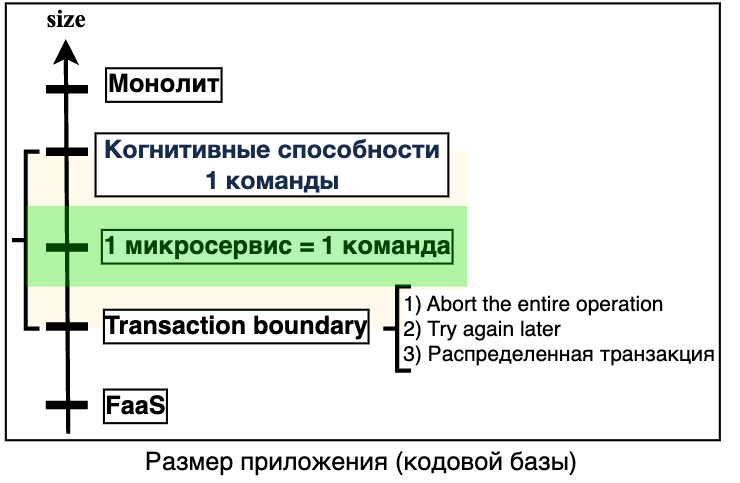 size
Монолит
Когнитивные способности
1 команды
1 микросервис = 1 команда
Transaction boundary
1) Abort the entire operation
2) Try again later
3) Распределенная транзакция
FaaS
Размер приложения (кодовой базы)